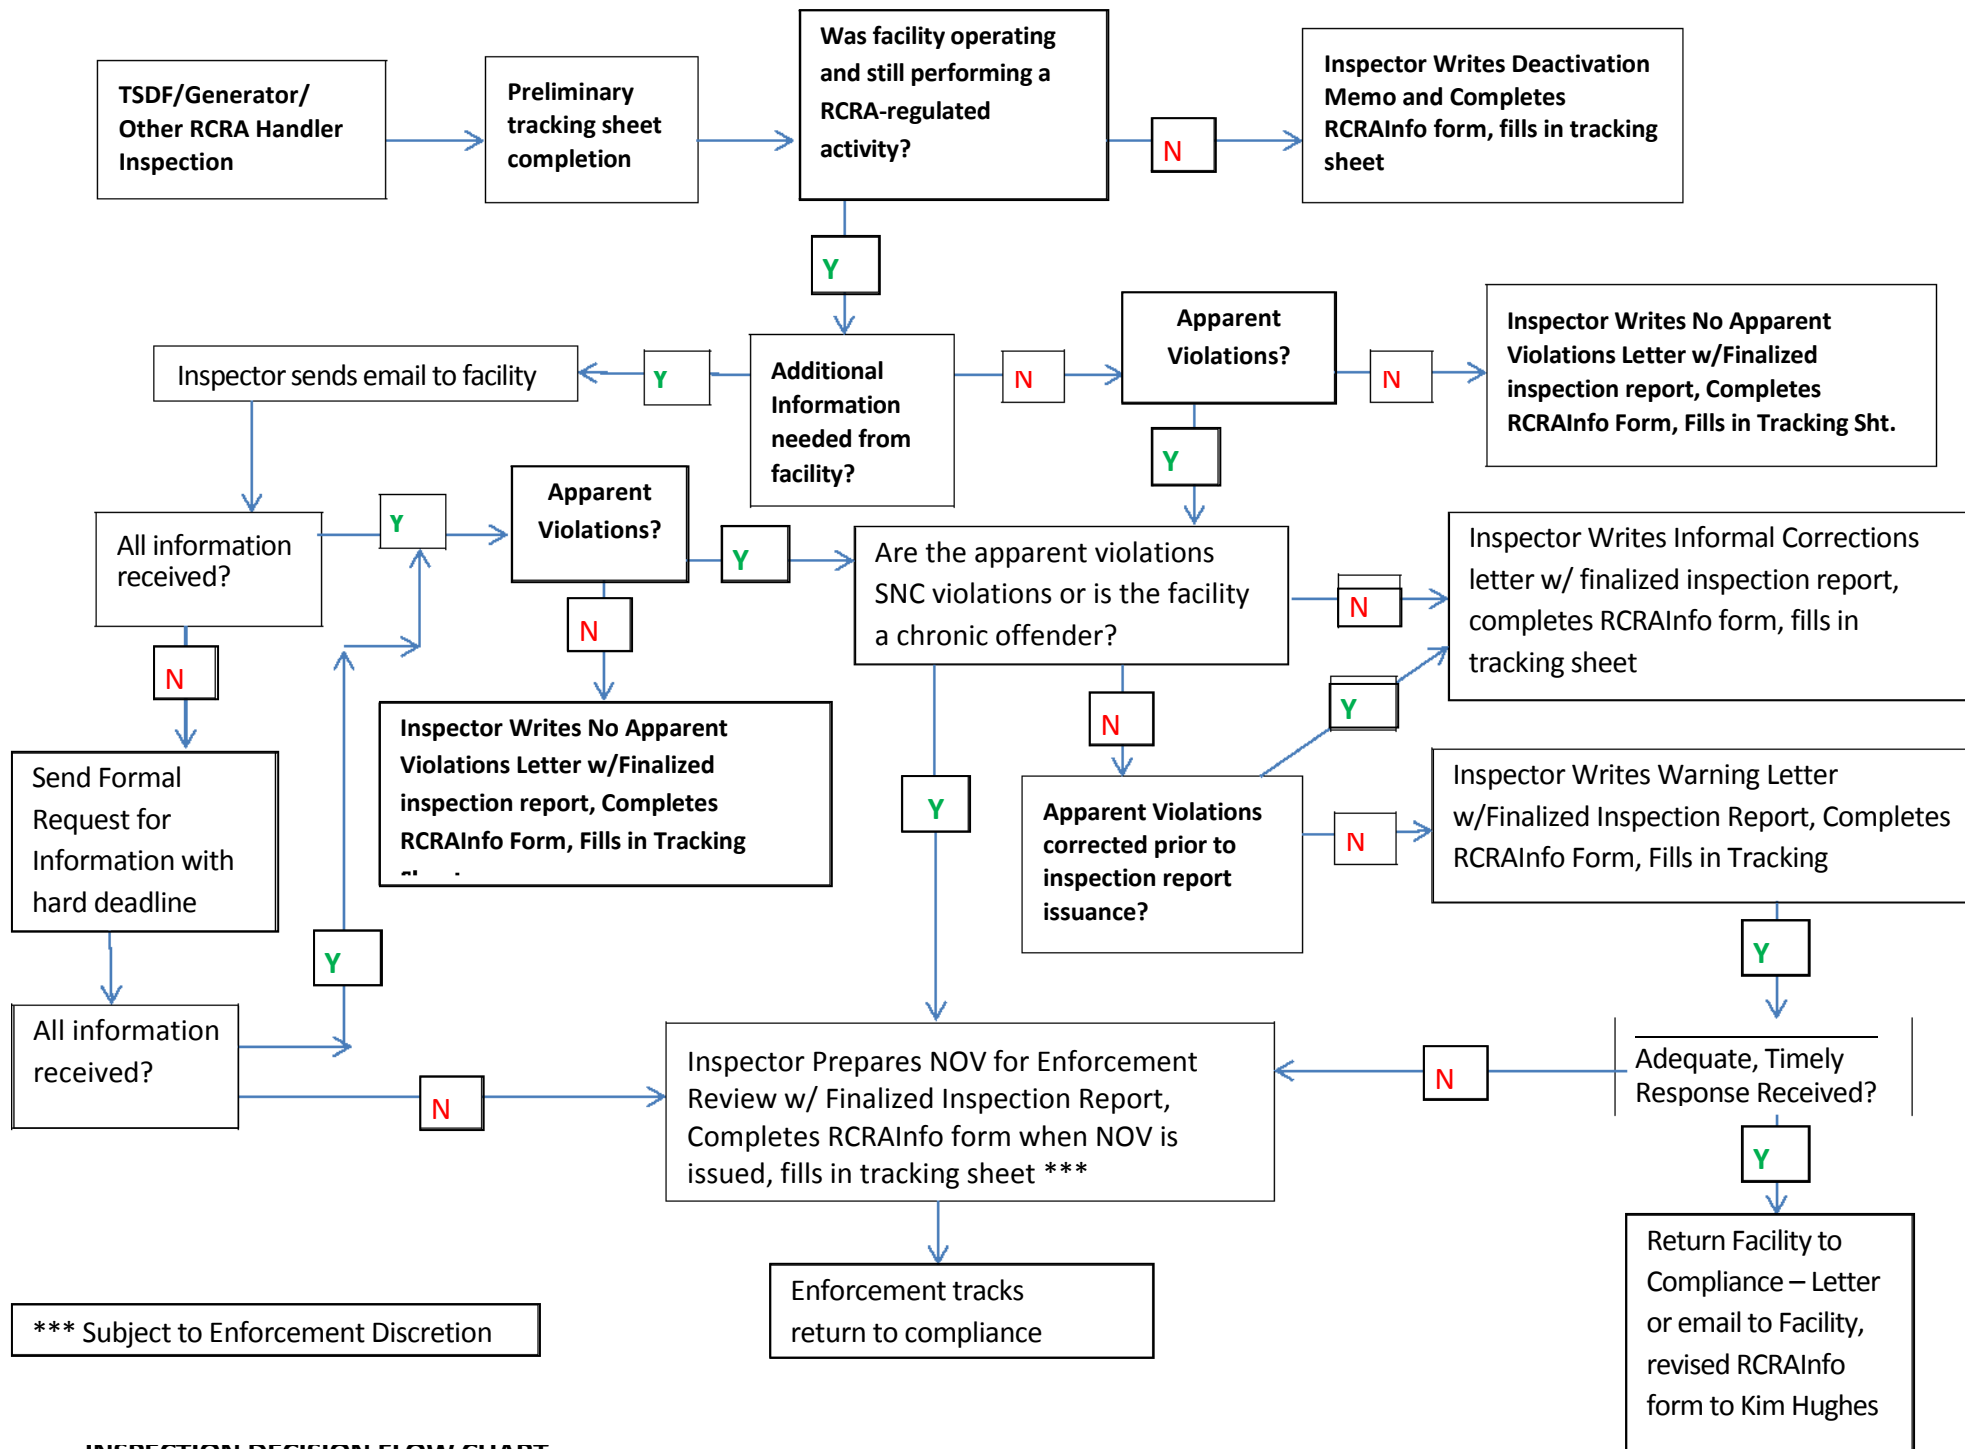 TSDF/Generator/
Other RCRA Handler
Inspection
Preliminary
tracking sheet
completion
Was facility operating
and still performing a
RCRA-regulated
activity?
N
Inspector Writes Deactivation
Memo and Completes
RCRAInfo form, fills in tracking
sheet
Y
Inspector sends email to facility
Y
Additional
Information
needed from
facility?
N
Apparent
Violations?
N
Inspector Writes No Apparent
Violations Letter w/Finalized
inspection report, Completes
RCRAInfo Form, Fills in Tracking Sht.
Y
All information
received?
Y
Apparent
Violations?
Y
Are the apparent violations
SNC violations or is the facility
a chronic offender?
N
Inspector Writes Informal Corrections
letter w/ finalized inspection report,
completes RCRAInfo form, fills in
tracking sheet
N
N
Inspector Writes No Apparent
Violations Letter w/Finalized
inspection report, Completes
RCRAInfo Form, Fills in Tracking
N
Y
Y
Send Formal
Request for
Information with
hard deadline
Apparent Violations
corrected prior to
inspection report
issuance?
N
Inspector Writes Warning Letter
w/Finalized Inspection Report, Completes
RCRAInfo Form, Fills in Tracking
Y
Y
All information
received?
N
Inspector Prepares NOV for Enforcement
Review w/ Finalized Inspection Report,
Completes RCRAInfo form when NOV is
issued, fills in tracking sheet ***
N
Adequate, Timely
Response Received?
Y
Enforcement tracks
return to compliance
Return Facility to
Compliance – Letter
or email to Facility,
revised RCRAInfo
form to Kim Hughes
*** Subject to Enforcement Discretion
INSPECTION DECISION FLOW CHART